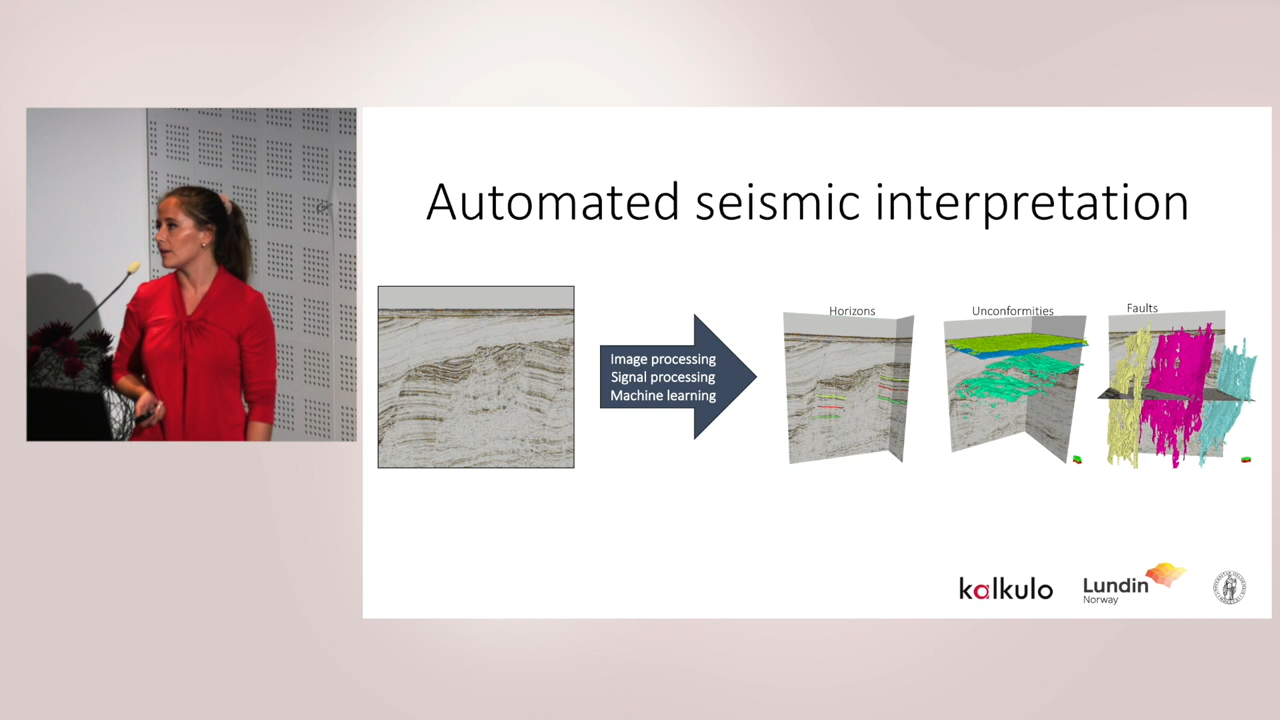 Automated seismic interpretation
Image processing
Signal processing
Machine learning
Horizons
Unconformities
Faults
kalkulo
Lundin
Norway